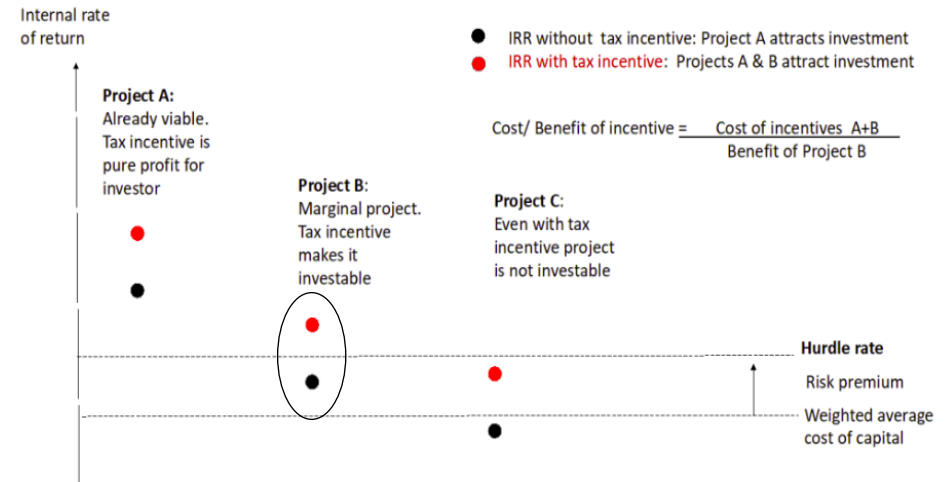 Internal rate
of return
IRR without tax incentive: Project A attracts investment
IRR with tax incentive: Projects A & B attract investment
Project A:
Already viable.
Tax incentive is
pure profit for
investor
Cost/ Benefit of incentive = Cost of incentives A+B
Benefit of Project B
Project B:
Marginal project.
Tax incentive
makes it
investable
Project C:
Even with tax
incentive project
is not investable
Hurdle rate
Risk premium
Weighted average
cost of capital